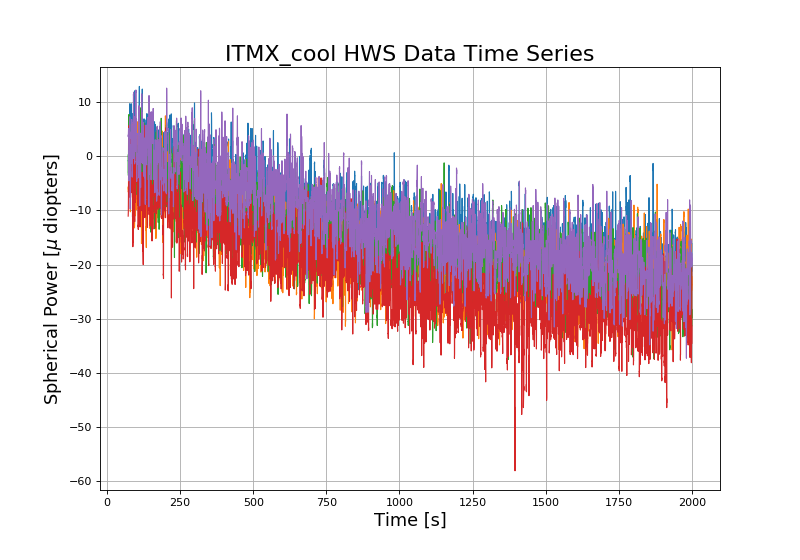 ITMX_cool HWS Data Time Series
Spherical Power [μ diopters]
10
0
−10
−20
−30
−40
−50
−60
0 250 500 750 1000 1250 1500 1750 2000
Time [s]